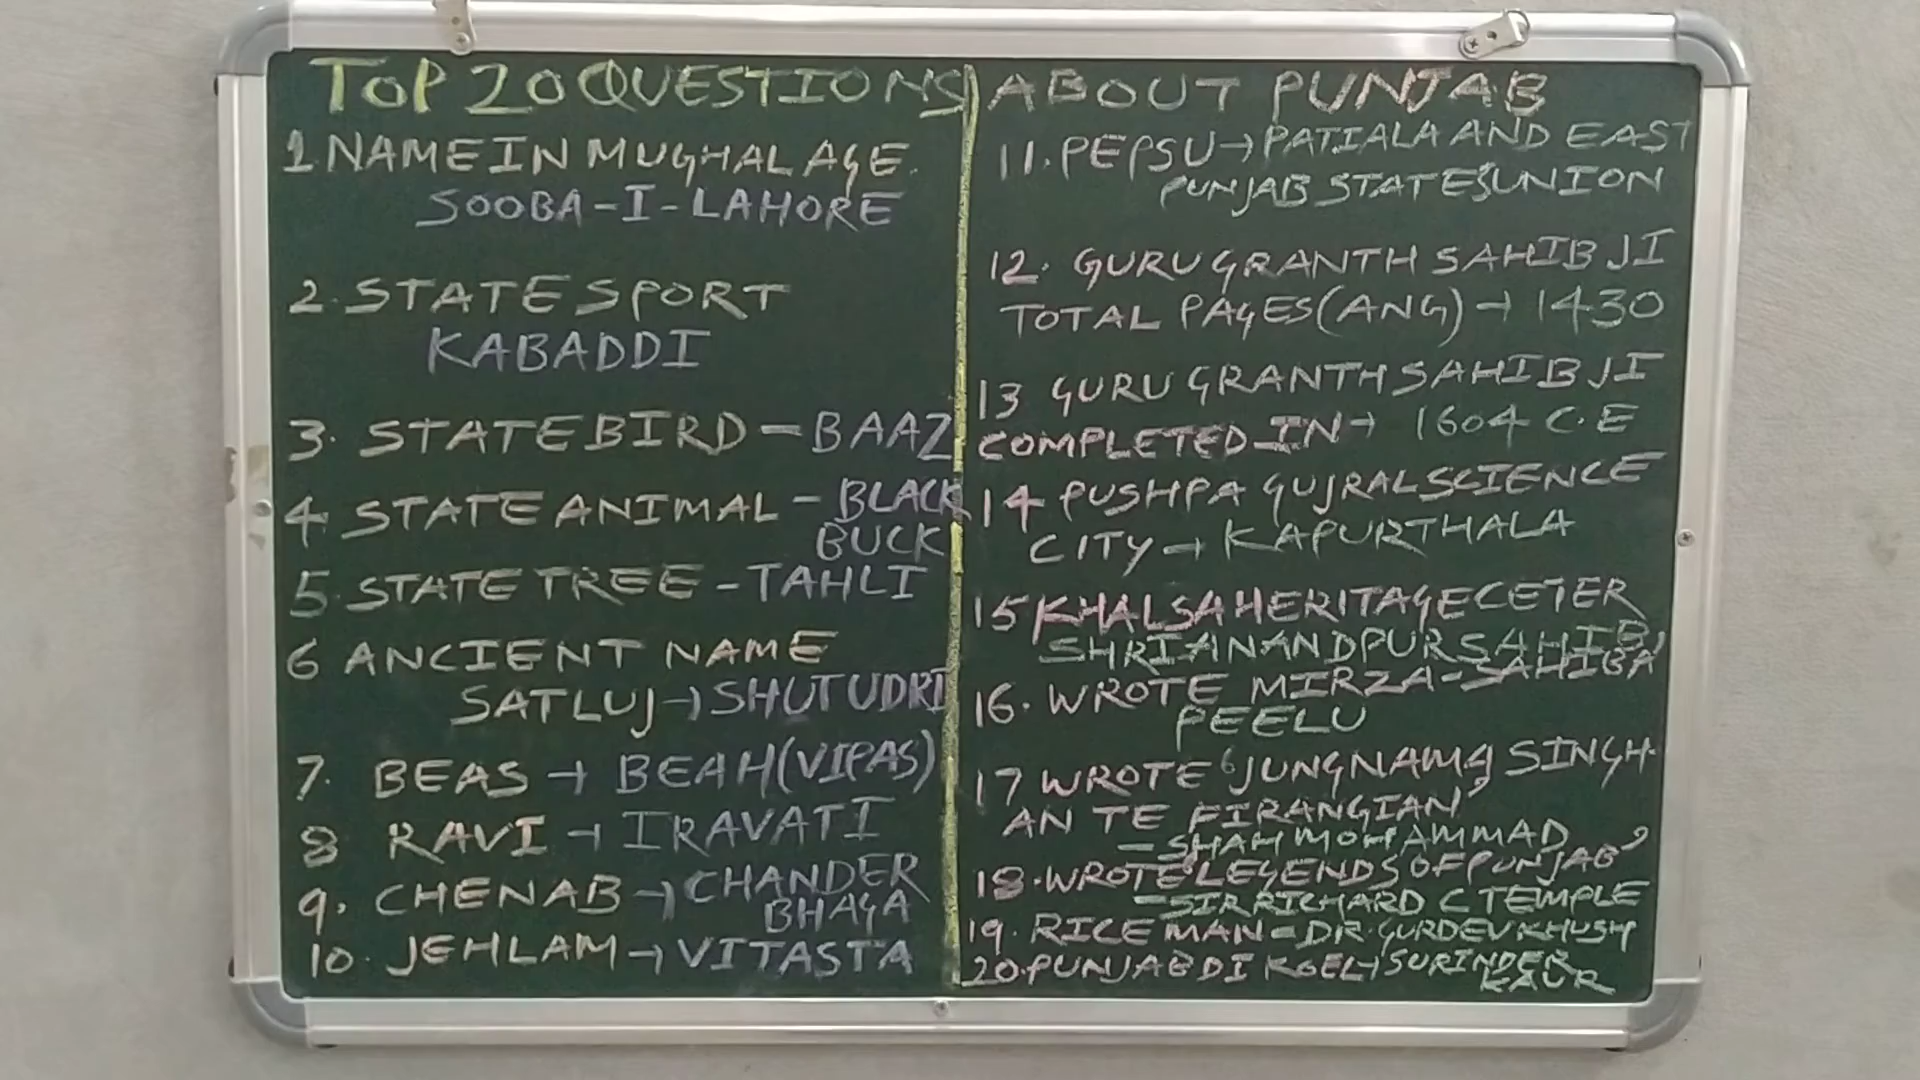 TOP 20 QUESTIONS ABOUT PUNJAB
1 NAME IN MUGHAL AGE.
SOOBA-I-LAHORE
2. STATE SPORT
KABADDI
3. STATE BIRD - BAAZ
4. STATE ANIMAL - BLACK
BUCK
5. STATE TREE - TAHLI
6 ANCIENT NAME
SATLUJ → SHUTUDRI
7. BEAS → BEAH (VIPAS)
8 RAVI → IRAVATI
9. CHENAB → CHANDER
BHAGA
10. JEHLAM → VITASTA
11. PEPSU → PATIALA AND EAST
PUNJAB STATES UNION
12. GURU GRANTH SAHIB JI
TOTAL PAGES (ANG) → 1430
13 GURU GRANTH SAHIB JI
COMPLETED IN → 1604 C.E
14 PUSHPA GUJRAL SCIENCE
CITY → KAPURTHALA
15 KHALSA HERITAGE CETER
SHRI ANANDPUR SAHIB
16. WROTE MIRZA-SAHIBA
PEELU
17 WROTE 'JUNGNAMA SINGH-
AN TE FIRANGIAN'
- SHAH MOHAMMAD
18. WROTE 'LEGENDS OF PUNJAB'
- SIR RICHARD C TEMPLE
19. RICE MAN - DR. GURDEV KHUSH
20. PUNJAB DI KOEL → SURINDER
KAUR